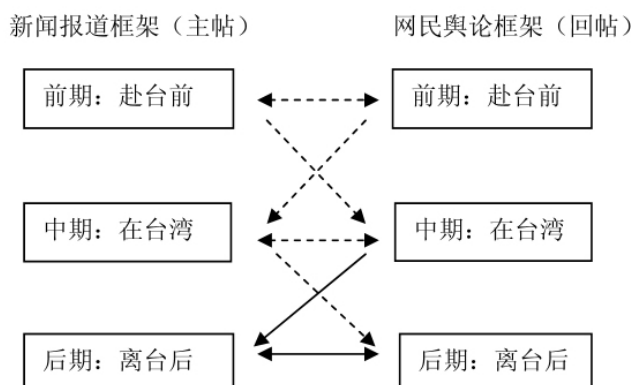 新闻报道框架（主帖） 网民舆论框架（回帖）
前期：赴台前 前期：赴台前
中期：在台湾 中期：在台湾
后期：离台后 后期：离台后